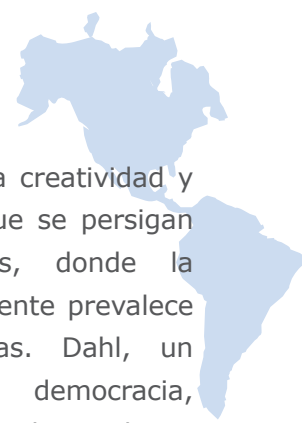 a creatividad y
ue se persigan
s, donde la
ente prevalece
as. Dahl, un
democracia,